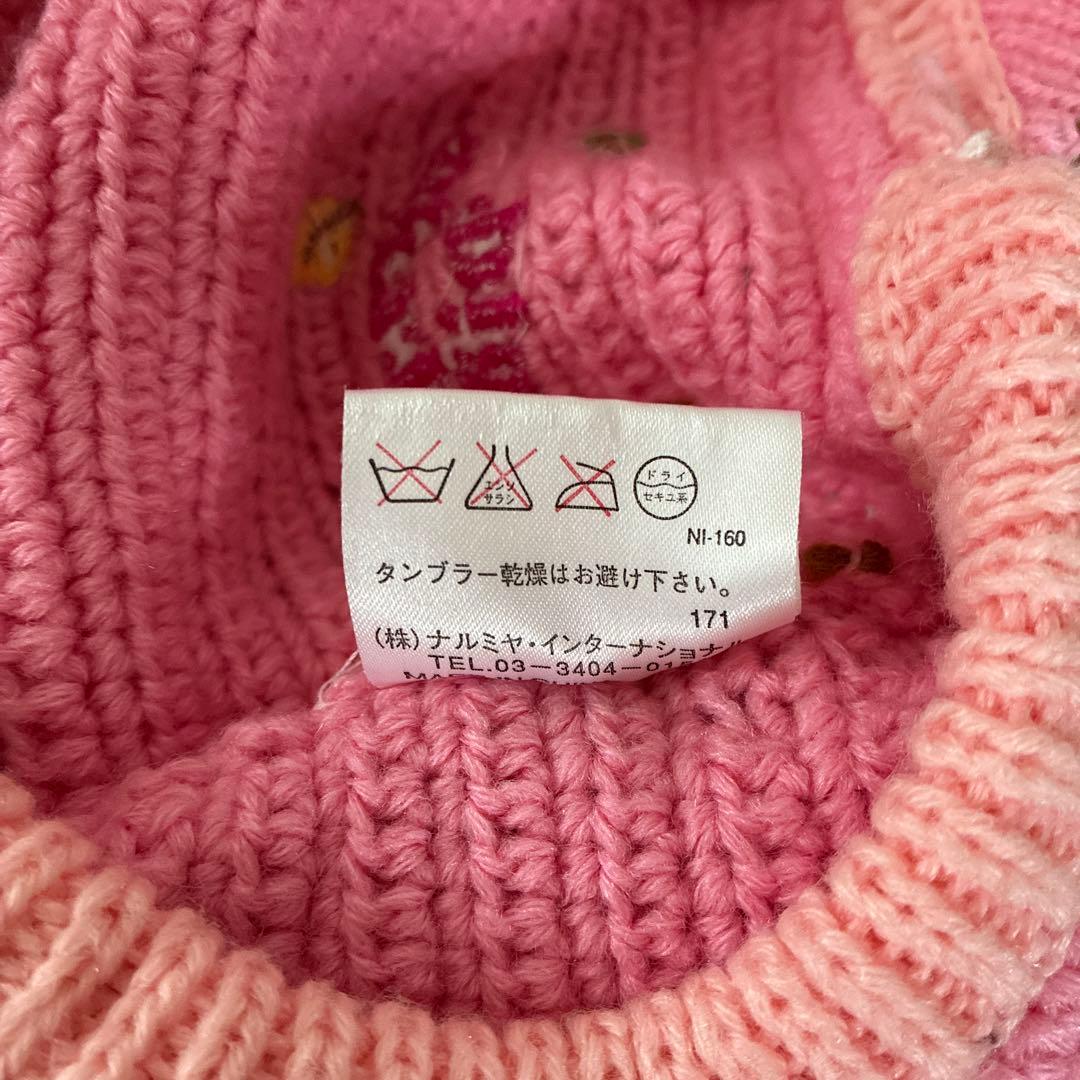 エンソ サラシ
ドライ
セキユ系
NI-160
タンブラー乾燥はお避け下さい。
171
(株)ナルミヤ・インターナショナル
TEL.03-3404-01